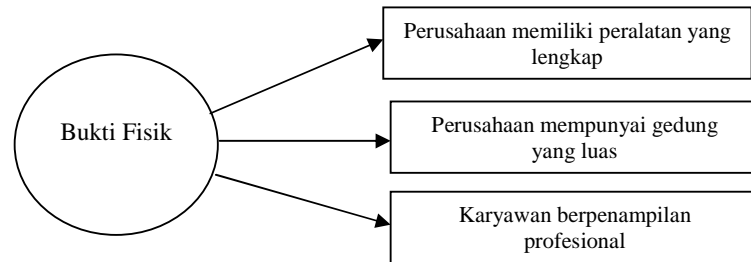 Bukti Fisik
Perusahaan memiliki peralatan yang
lengkap
Perusahaan mempunyai gedung
yang luas
Karyawan berpenampilan
profesional